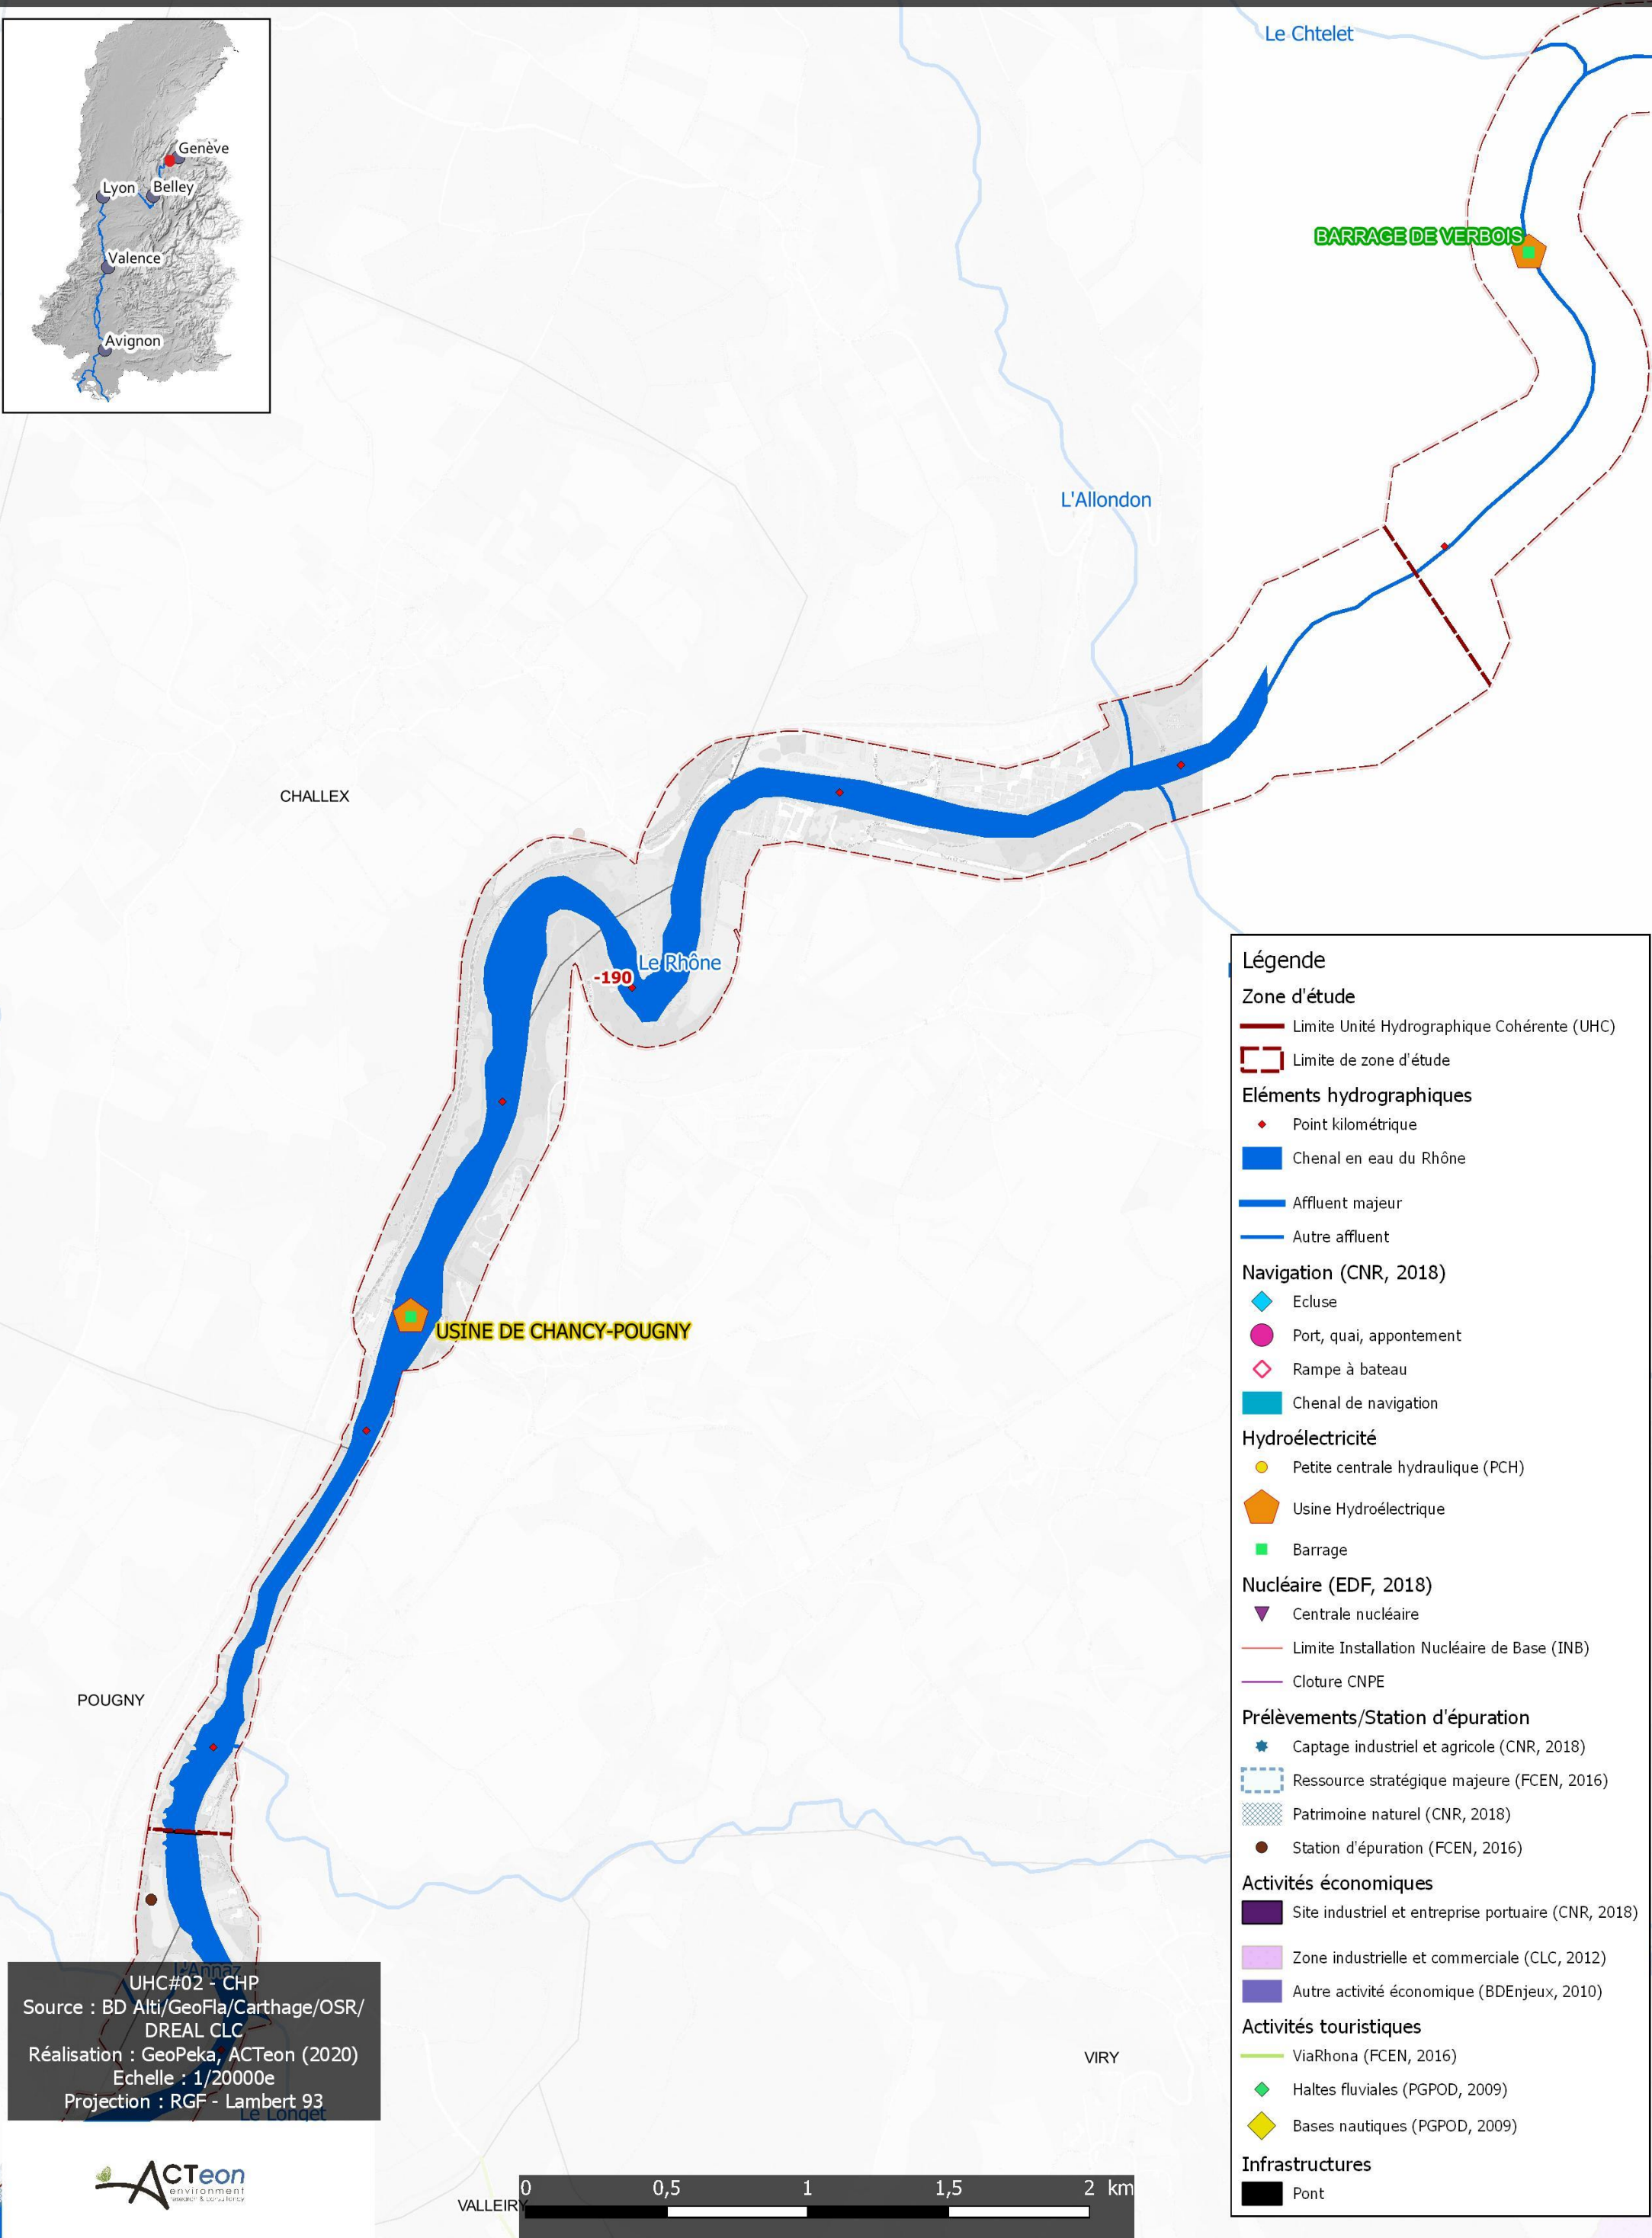 Le Chtelet
Genève
Lyon
Belley
Valence
Avignon
BARRAGE DE VERBOIS
L'Allondon
CHALLEX
Le Rhône
-190
USINE DE CHANCY-POUGNY
POUGNY
L'Annaz
UHC#02 - CHP
Source : BD Alti/GeoFla/Carthage/OSR/
DREAL CLC
Réalisation : GeoPeka, ACTeon (2020)
Echelle : 1/20000e
Projection : RGF - Lambert 93
Le Longet
VIRY
ACTeon
environment
research & consultancy
VALLEIRY
0 0,5 1 1,5 2 km
Légende
Zone d'étude
Limite Unité Hydrographique Cohérente (UHC)
Limite de zone d'étude
Eléments hydrographiques
Point kilométrique
Chenal en eau du Rhône
Affluent majeur
Autre affluent
Navigation (CNR, 2018)
Ecluse
Port, quai, appontement
Rampe à bateau
Chenal de navigation
Hydroélectricité
Petite centrale hydraulique (PCH)
Usine Hydroélectrique
Barrage
Nucléaire (EDF, 2018)
Centrale nucléaire
Limite Installation Nucléaire de Base (INB)
Cloture CNPE
Prélèvements/Station d'épuration
Captage industriel et agricole (CNR, 2018)
Ressource stratégique majeure (FCEN, 2016)
Patrimoine naturel (CNR, 2018)
Station d'épuration (FCEN, 2016)
Activités économiques
Site industriel et entreprise portuaire (CNR, 2018)
Zone industrielle et commerciale (CLC, 2012)
Autre activité économique (BDEnjeux, 2010)
Activités touristiques
ViaRhona (FCEN, 2016)
Haltes fluviales (PGPOD, 2009)
Bases nautiques (PGPOD, 2009)
Infrastructures
Pont